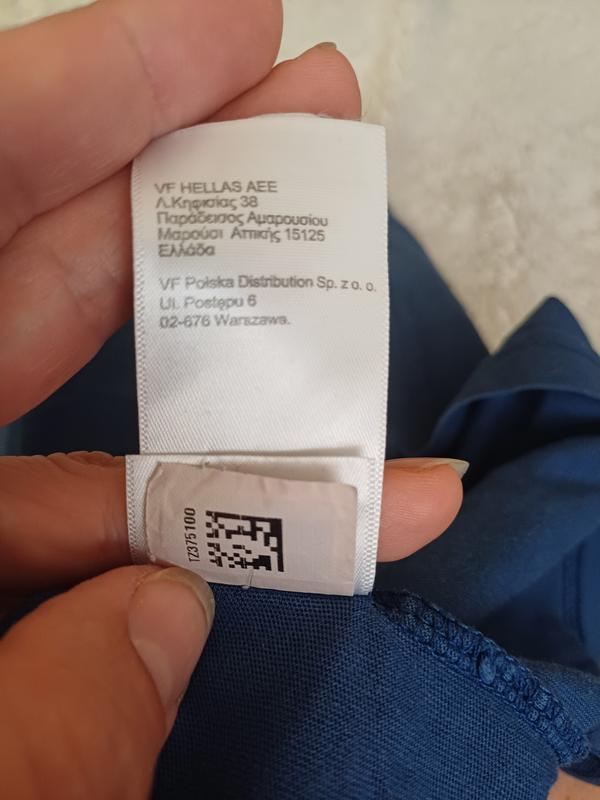 VF HELLAS AEE
Λ.Κηφισίας 38
Παράδεισος Αμαρουσίου
Μαρούσι Αττικής 15125
Ελλάδα
VF Polska Distribution Sp. z o. o.
Ul. Postępu 6
02-676 Warszawa.
TZ375100